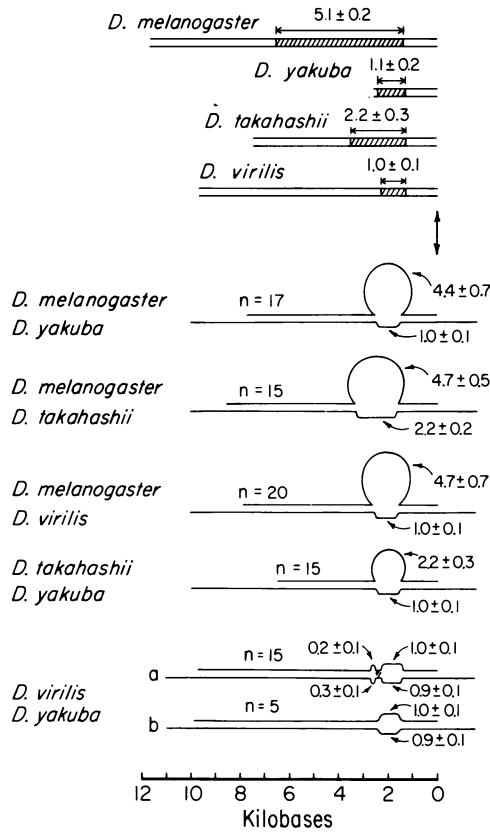 5.1±0.2
D. melanogaster
1.1±0.2
D. yakuba
2.2±0.3
D. takahashii
1.0±0.1
D. virilis
4.4±0.7
n = 17
D. melanogaster
D. yakuba
1.0±0.1
4.7±0.5
n = 15
D. melanogaster
D. takahashii
2.2±0.2
4.7±0.7
n = 20
D. melanogaster
D. virilis
1.0±0.1
D. takahashii
2.2±0.3
n = 15
D. yakuba
1.0±0.1
n = 15
0.2±0.1
1.0±0.1
a
0.3±0.1
0.9±0.1
D. virilis
D. yakuba
n = 5
1.0±0.1
b
0.9±0.1
12 10 8 6 4 2 0
Kilobases